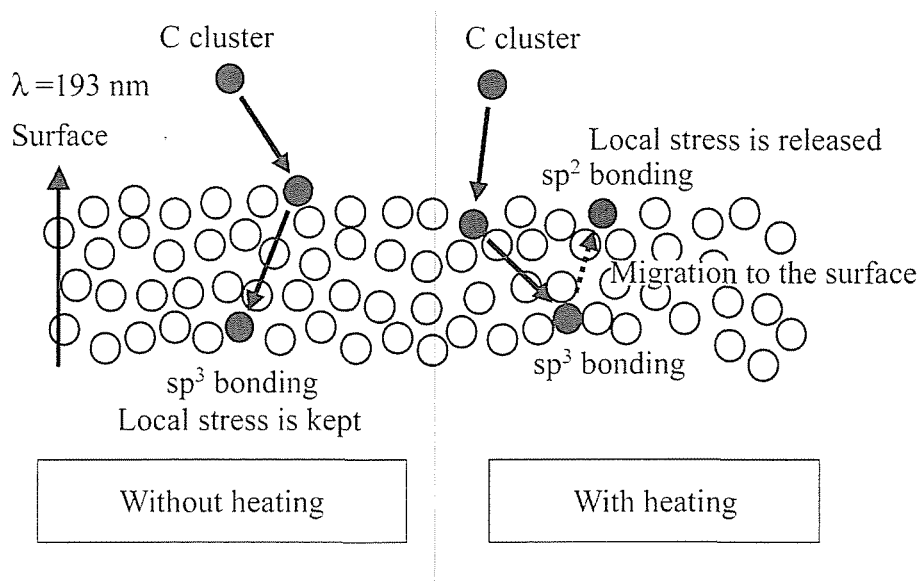 C cluster
λ =193 nm
Surface
sp³ bonding
Local stress is kept
Without heating
C cluster
Local stress is released
sp² bonding
Migration to the surface
sp³ bonding
With heating